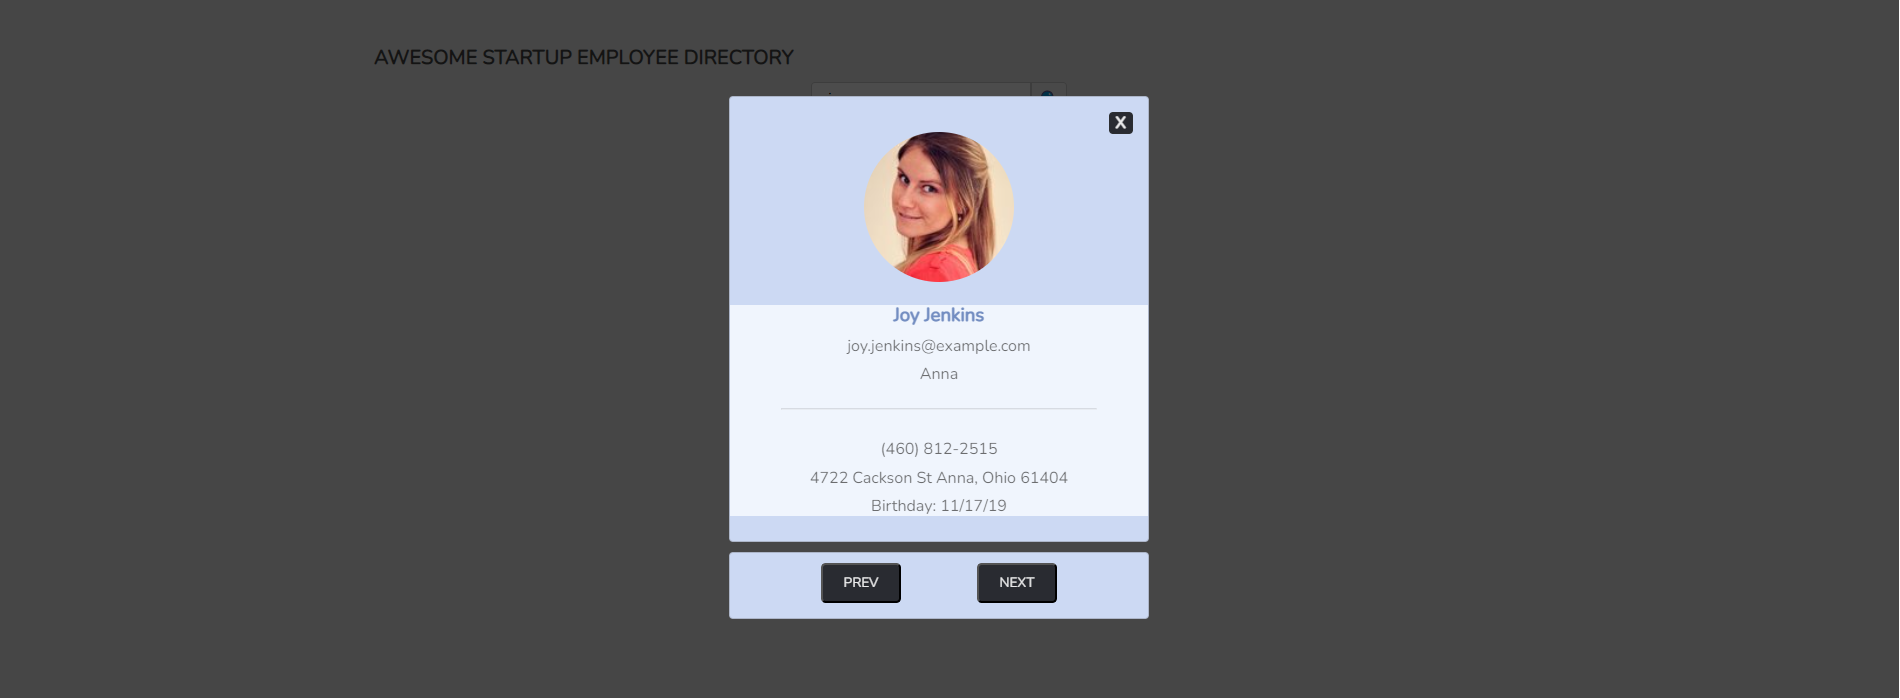 AWESOME STARTUP EMPLOYEE DIRECTORY
X
Joy Jenkins
joy.jenkins@example.com
Anna
(460) 812-2515
4722 Cackson St Anna, Ohio 61404
Birthday: 11/17/19
PREV
NEXT